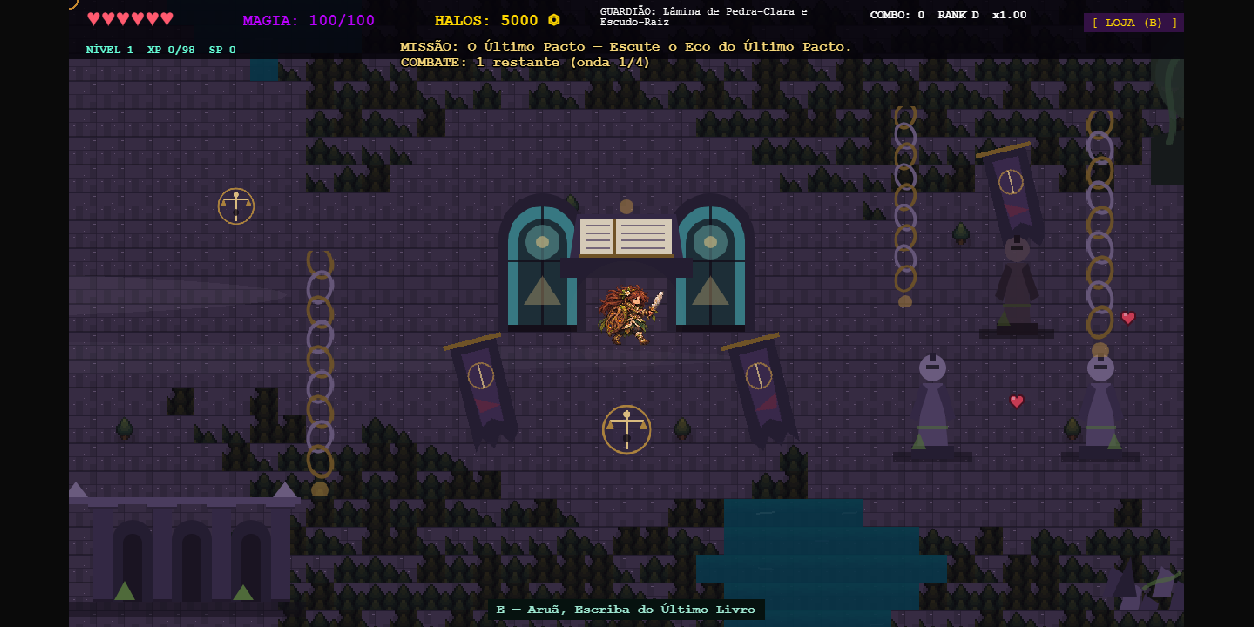 MAGIA: 100/100
HALOS: 5000
GUARDIÃO: Lâmina de Pedra-Clara e
Escudo-Raiz
COMBO: 0 RANK D x1.00
[ LOJA (B) ]
NÍVEL 1 XP 0/98 SP 0
MISSÃO: O Último Pacto — Escute o Eco do Último Pacto.
COMBATE: 1 restante (onda 1/4)
E — Aruã, Escriba do Último Livro